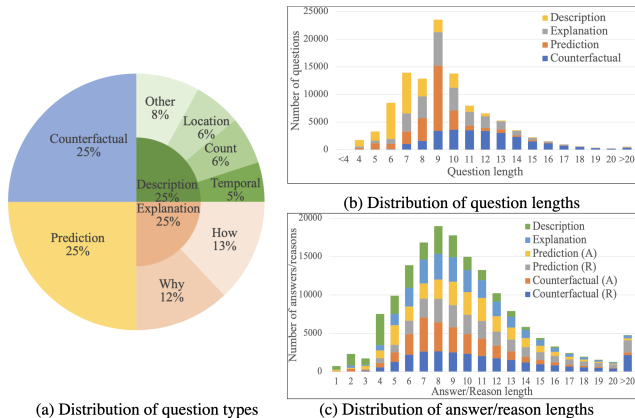 Other
8%
Location
6%
Count
6%
Temporal
5%
Counterfactual
25%
Description
25%
Explanation
25%
Prediction
25%
How
13%
Why
12%
(a) Distribution of question types
25000
20000
15000
10000
5000
0
Number of questions
Description
Explanation
Prediction
Counterfactual
<4 4 5 6 7 8 9 10 11 12 13 14 15 16 17 18 19 20 >20
Question length
(b) Distribution of question lengths
20000
15000
10000
5000
0
Number of answers/reasons
Description
Explanation
Prediction (A)
Prediction (R)
Counterfactual (A)
Counterfactual (R)
1 2 3 4 5 6 7 8 9 10 11 12 13 14 15 16 17 18 19 20 >20
Answer/Reason length
(c) Distribution of answer/reason lengths